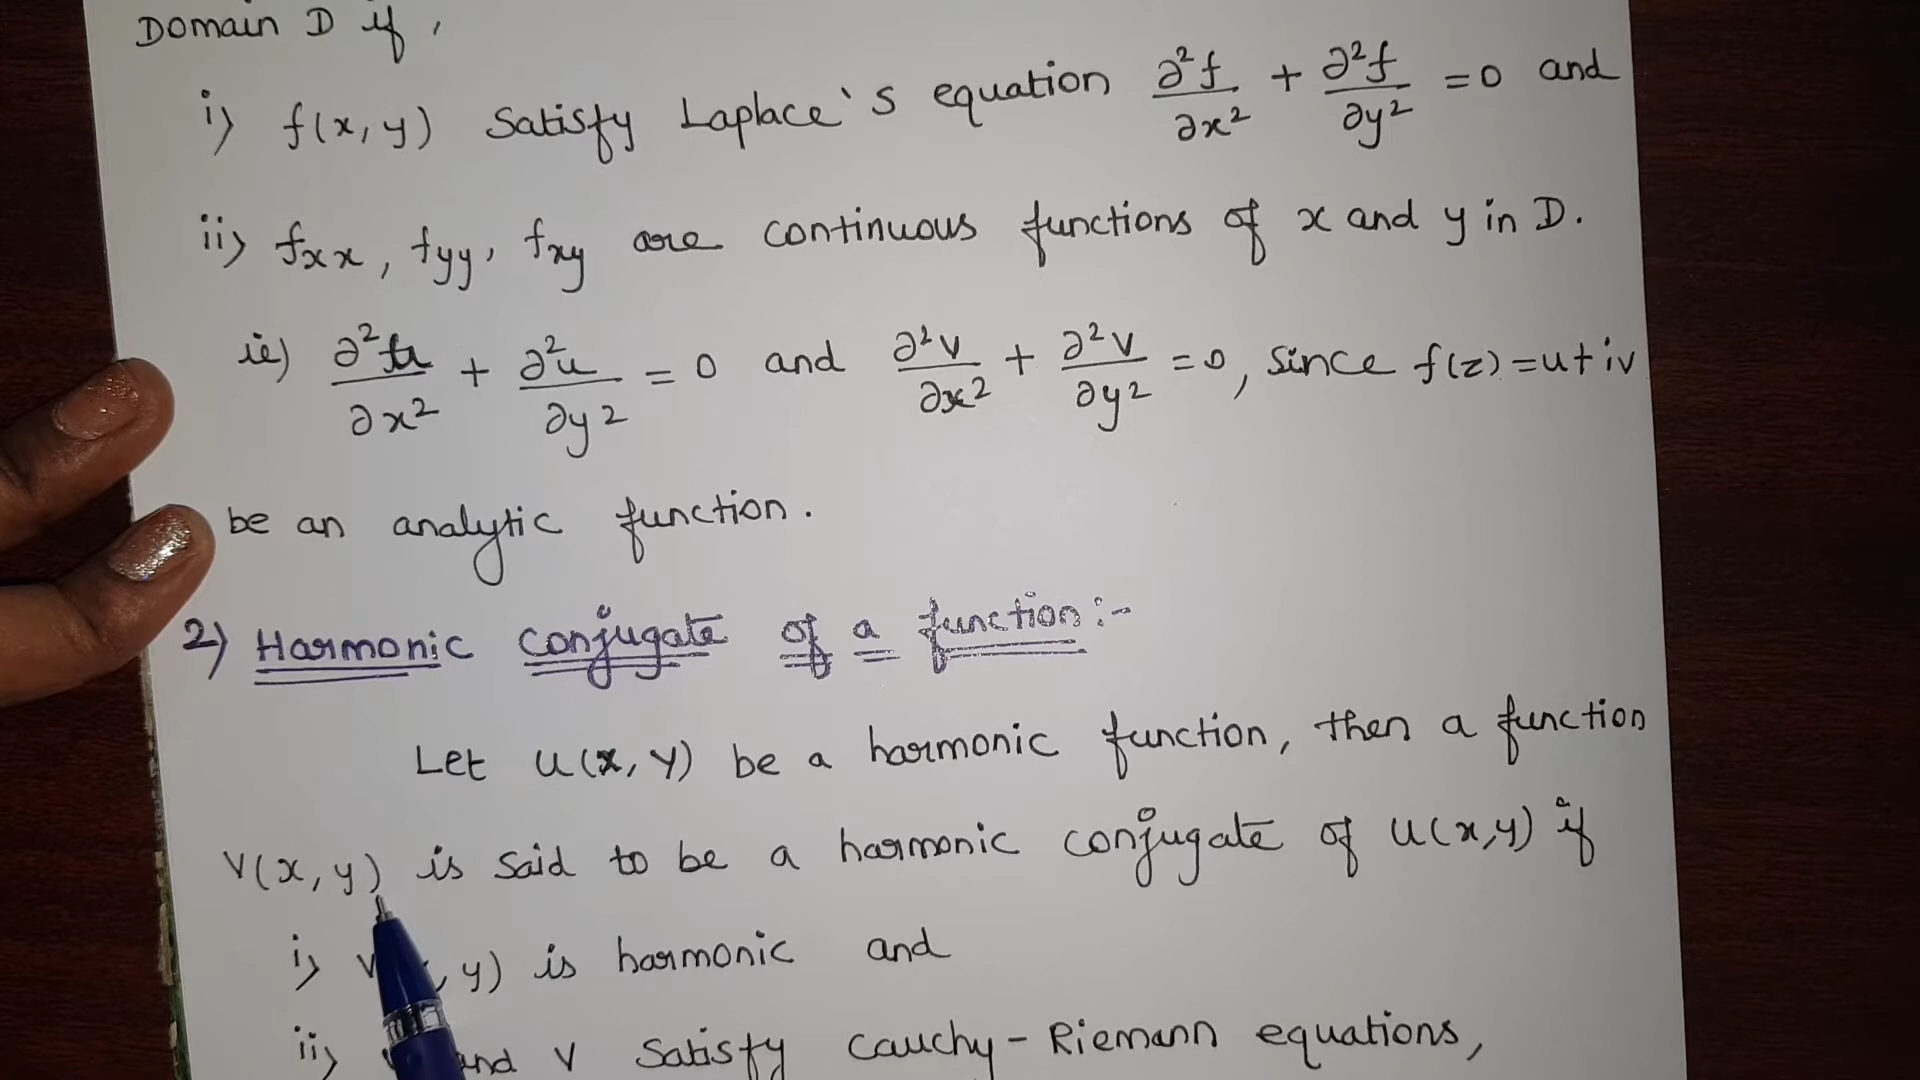 Domain D if,
i) f(x, y) Satisfy Laplace's equation ∂²f/∂x² + ∂²f/∂y² = 0 and
ii) fxx, fyy, fxy are continuous functions of x and y in D.
ie) ∂²u/∂x² + ∂²u/∂y² = 0 and ∂²v/∂x² + ∂²v/∂y² = 0, since f(z) = u + iv
be an analytic function.
2) Harmonic conjugate of a function:-
Let u(x, y) be a harmonic function, then a function
v(x, y) is said to be a harmonic conjugate of u(x,y) if
i) v , y) is harmonic and
ii) and v satisfy Cauchy-Riemann equations,